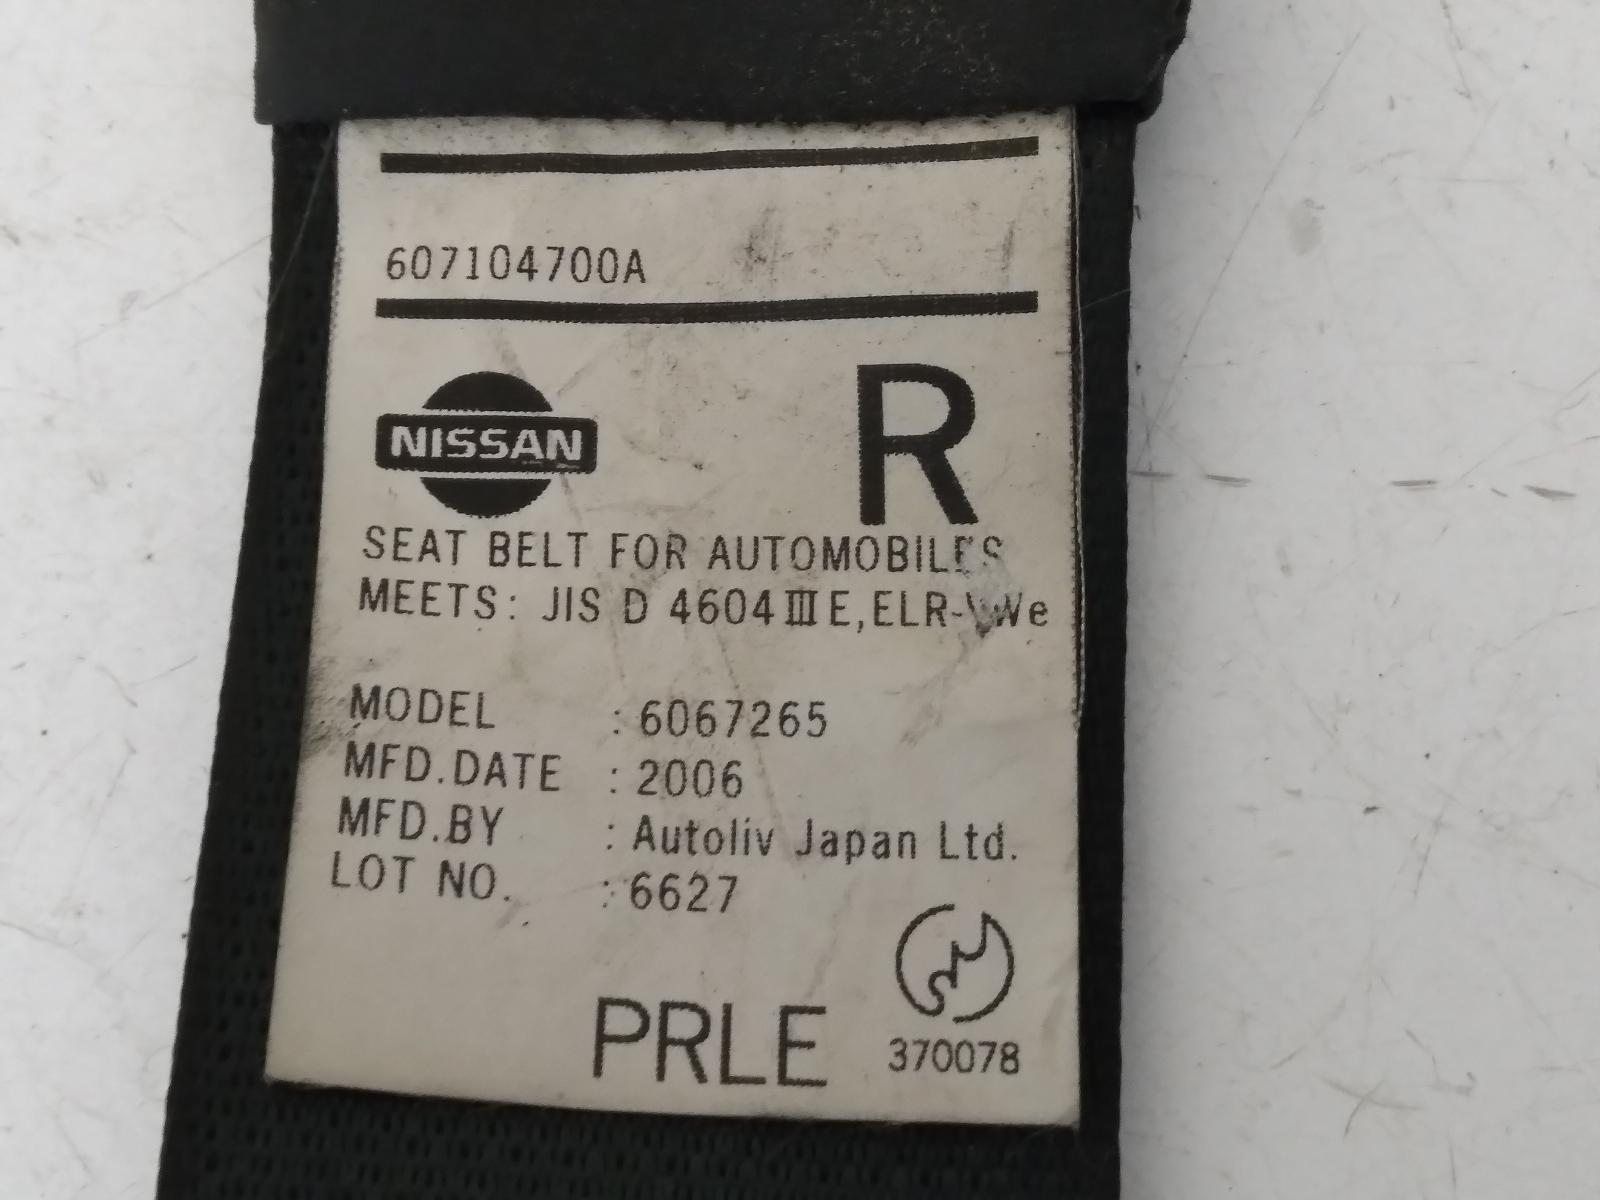 607104700A
NISSAN
R
SEAT BELT FOR AUTOMOBILES
MEETS: JIS D 4604 III E,ELR-VWe
MODEL : 6067265
MFD.DATE : 2006
MFD.BY : Autoliv Japan Ltd.
LOT NO. : 6627
PRLE
370078